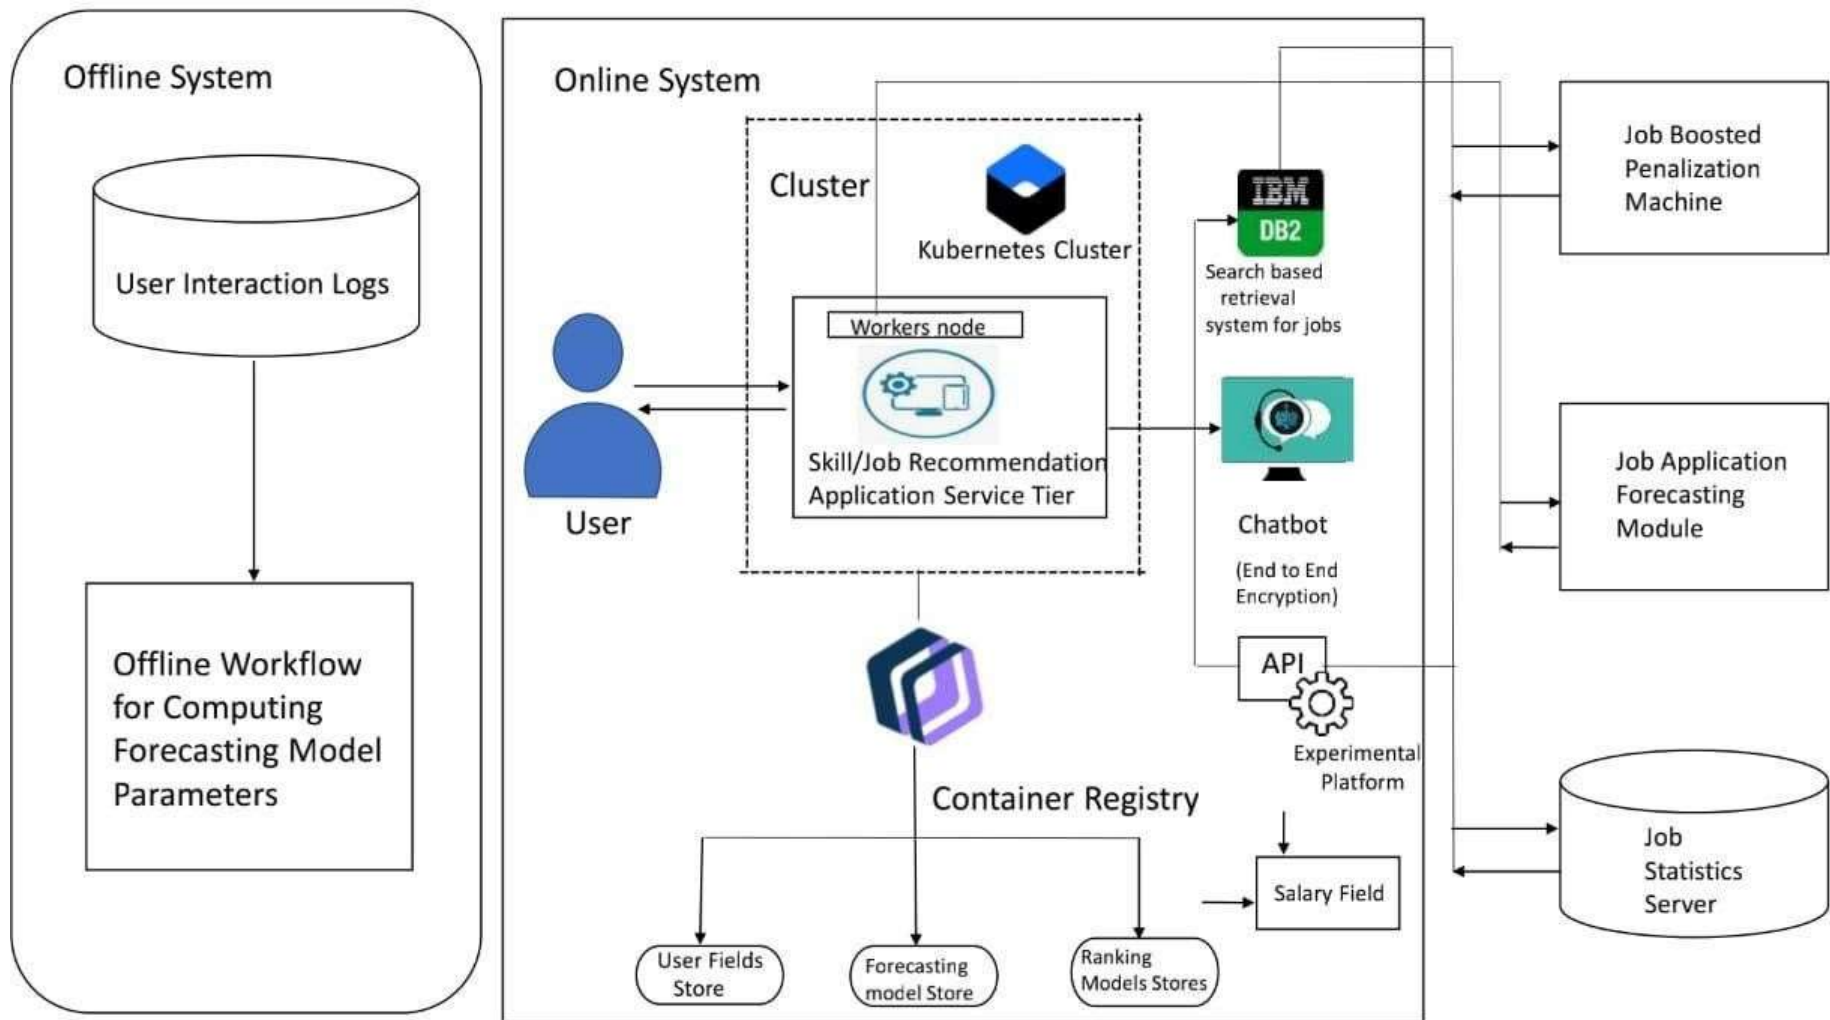 Offline System
User Interaction Logs
Offline Workflow
for Computing
Forecasting Model
Parameters
Online System
Cluster
Kubernetes Cluster
Workers node
Skill/Job Recommendation
Application Service Tier
User
IBM
DB2
Search based
retrieval
system for jobs
Chatbot
(End to End
Encryption)
API
Experimental
Platform
Container Registry
Salary Field
User Fields
Store
Forecasting
model Store
Ranking
Models Stores
Job Boosted
Penalization
Machine
Job Application
Forecasting
Module
Job
Statistics
Server